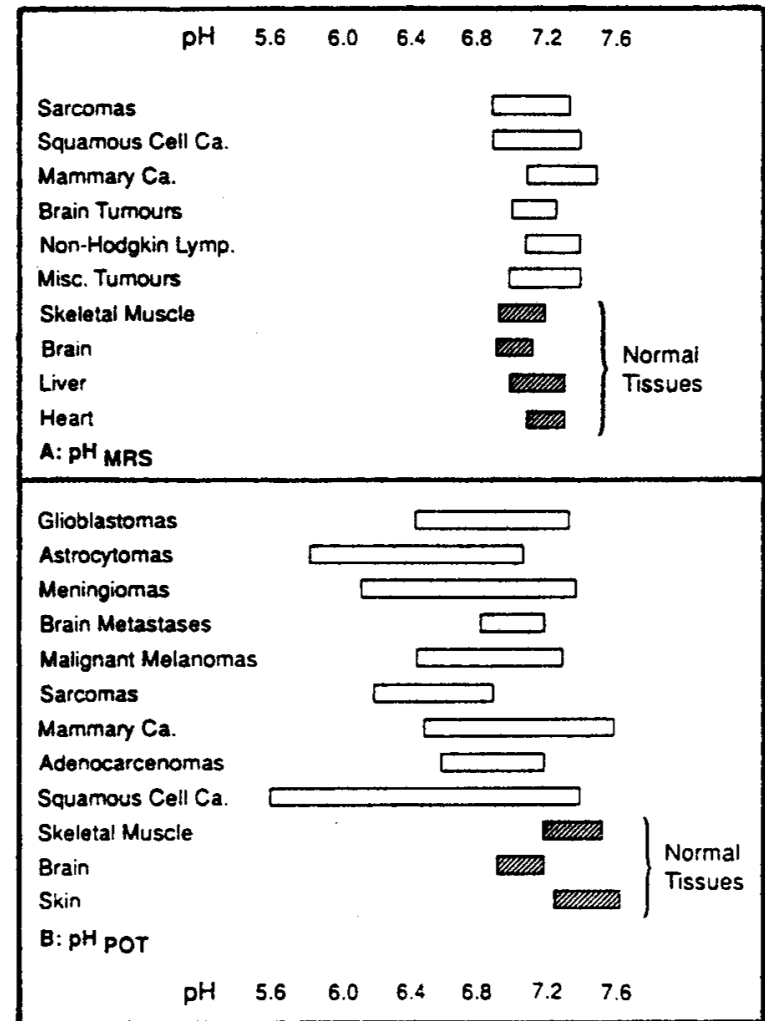 pH 5.6 6.0 6.4 6.8 7.2 7.6
Sarcomas
Squamous Cell Ca.
Mammary Ca.
Brain Tumours
Non-Hodgkin Lymp.
Misc. Tumours
Skeletal Muscle
Brain
Liver
Heart
Normal
Tissues
A: pH MRS
Glioblastomas
Astrocytomas
Meningiomas
Brain Metastases
Malignant Melanomas
Sarcomas
Mammary Ca.
Adenocarcenomas
Squamous Cell Ca.
Skeletal Muscle
Brain
Skin
Normal
Tissues
B: pH POT
pH 5.6 6.0 6.4 6.8 7.2 7.6